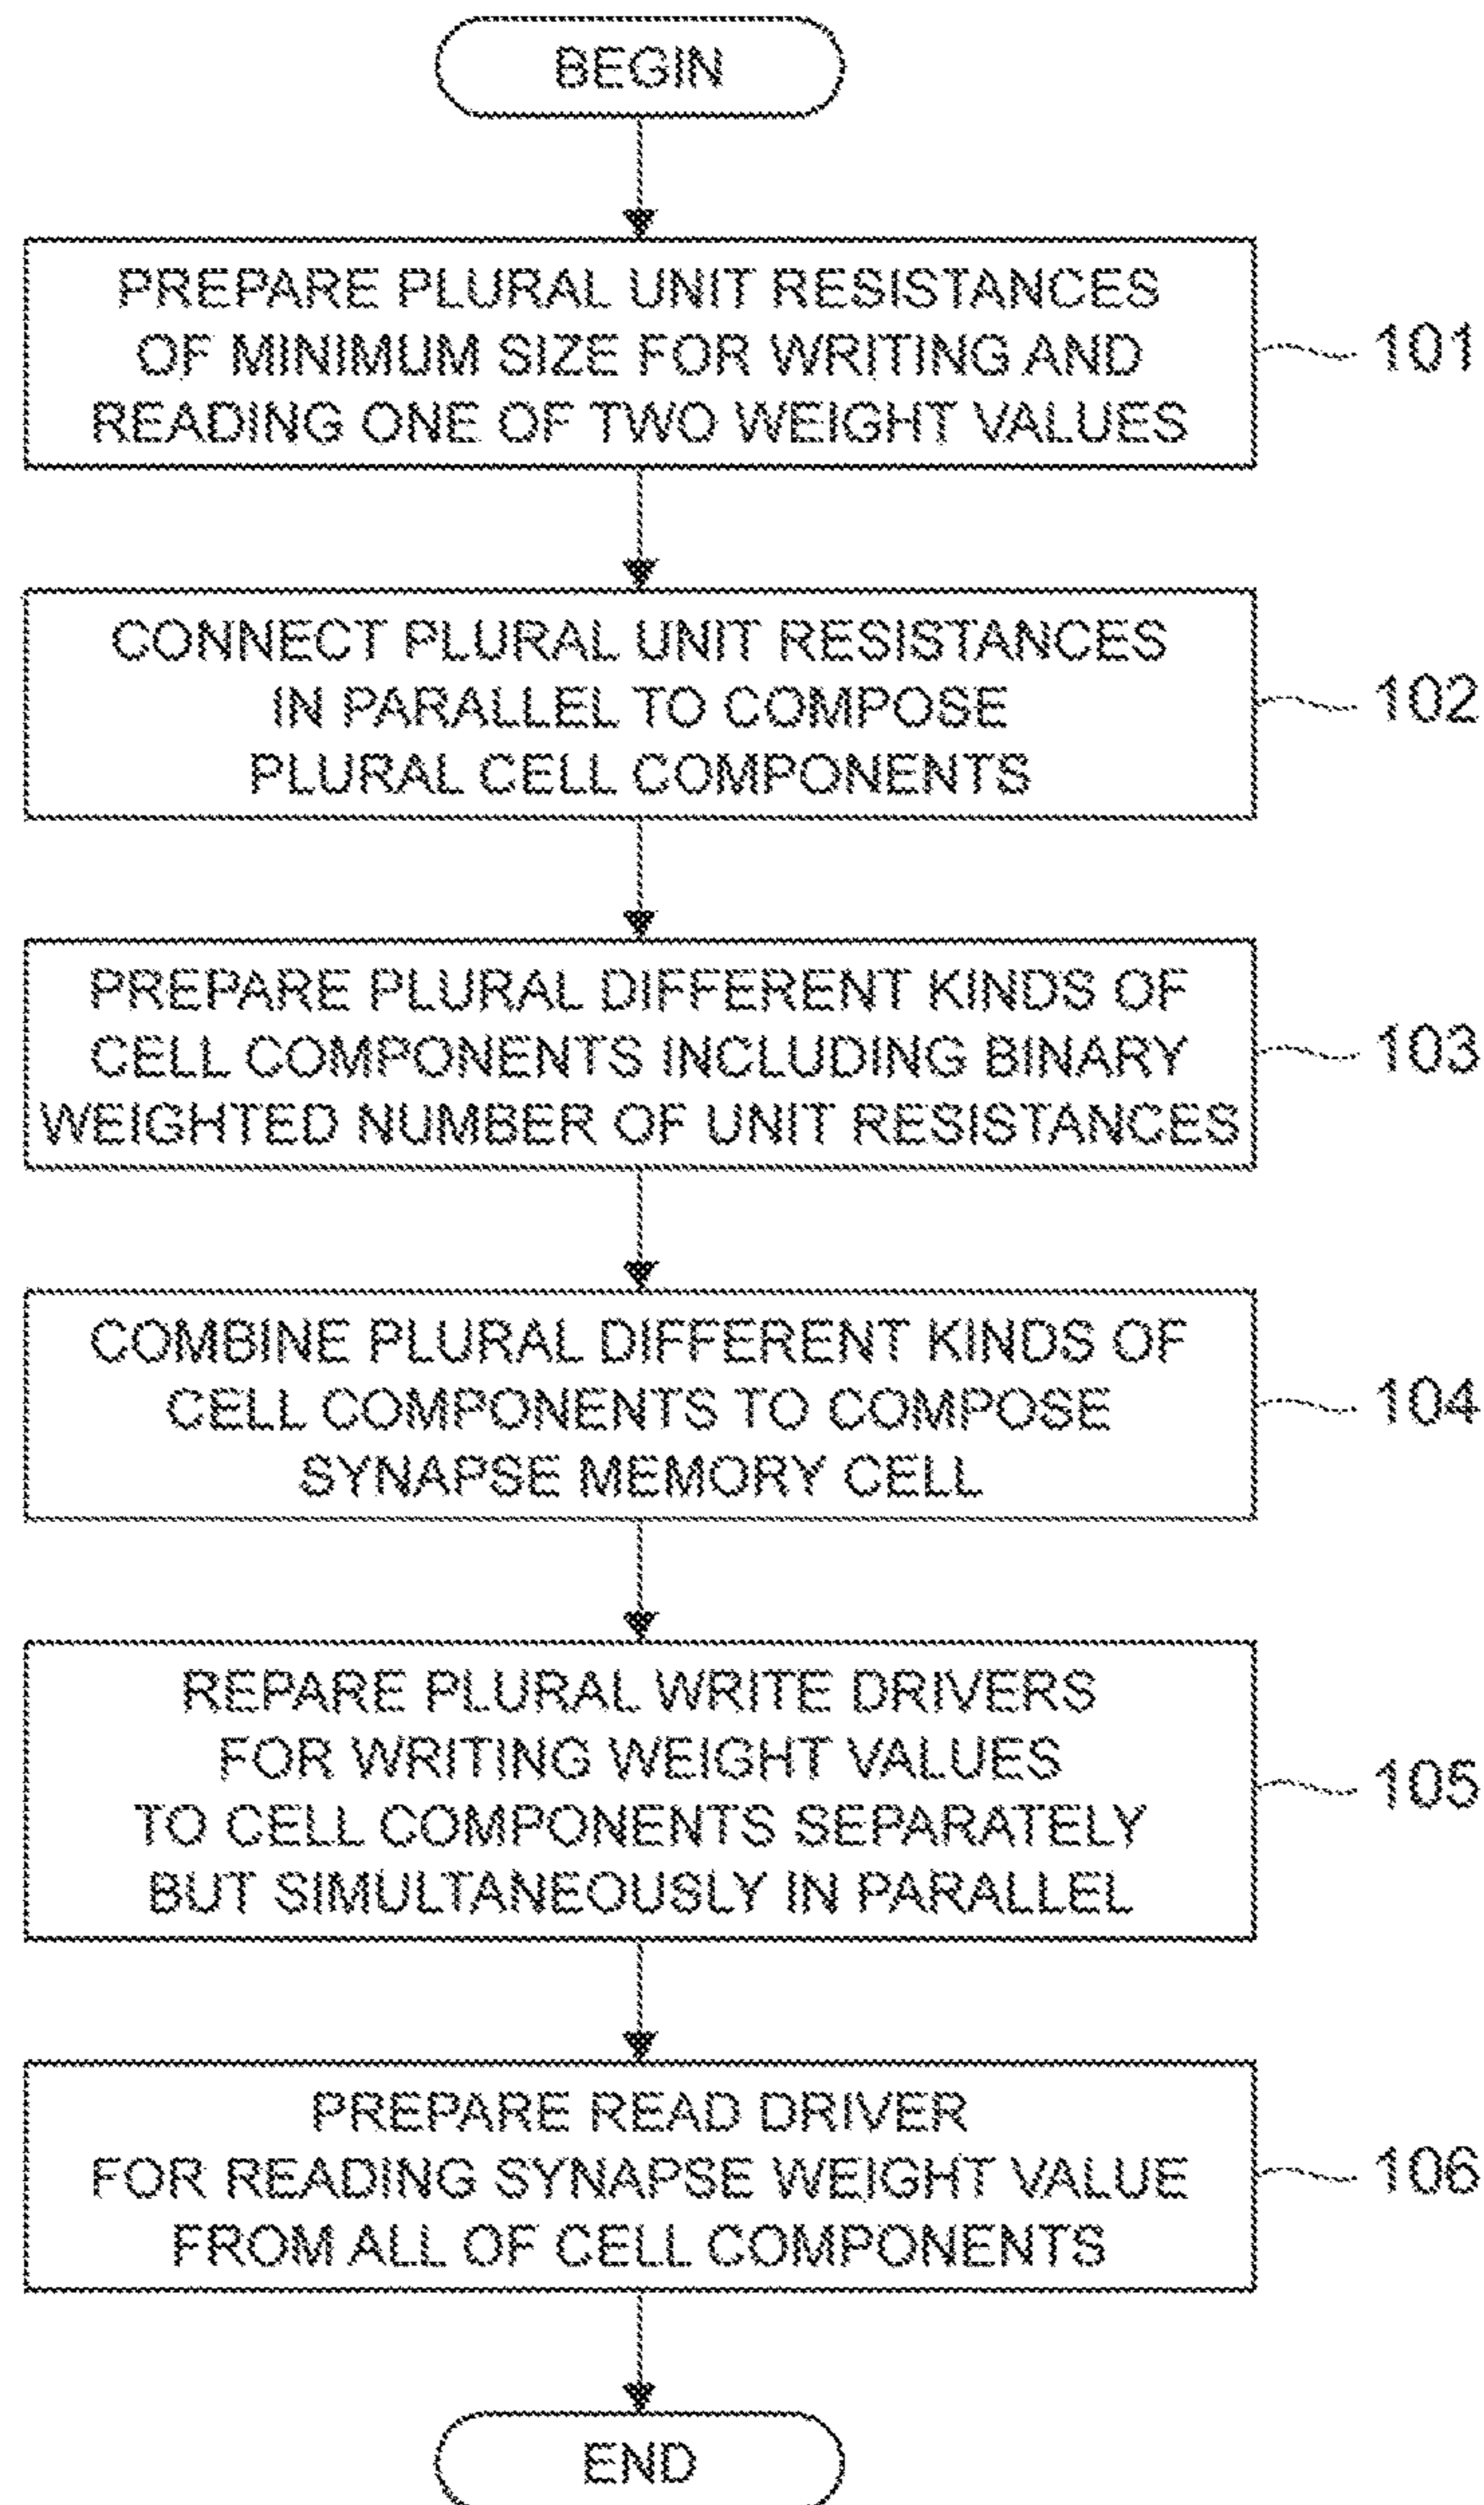 BEGIN
PREPARE PLURAL UNIT RESISTANCES
OF MINIMUM SIZE FOR WRITING AND
READING ONE OF TWO WEIGHT VALUES
101
CONNECT PLURAL UNIT RESISTANCES
IN PARALLEL TO COMPOSE
PLURAL CELL COMPONENTS
102
PREPARE PLURAL DIFFERENT KINDS OF
CELL COMPONENTS INCLUDING BINARY
WEIGHTED NUMBER OF UNIT RESISTANCES
103
COMBINE PLURAL DIFFERENT KINDS OF
CELL COMPONENTS TO COMPOSE
SYNAPSE MEMORY CELL
104
REPARE PLURAL WRITE DRIVERS
FOR WRITING WEIGHT VALUES
TO CELL COMPONENTS SEPARATELY
BUT SIMULTANEOUSLY IN PARALLEL
105
PREPARE READ DRIVER
FOR READING SYNAPSE WEIGHT VALUE
FROM ALL OF CELL COMPONENTS
106
END